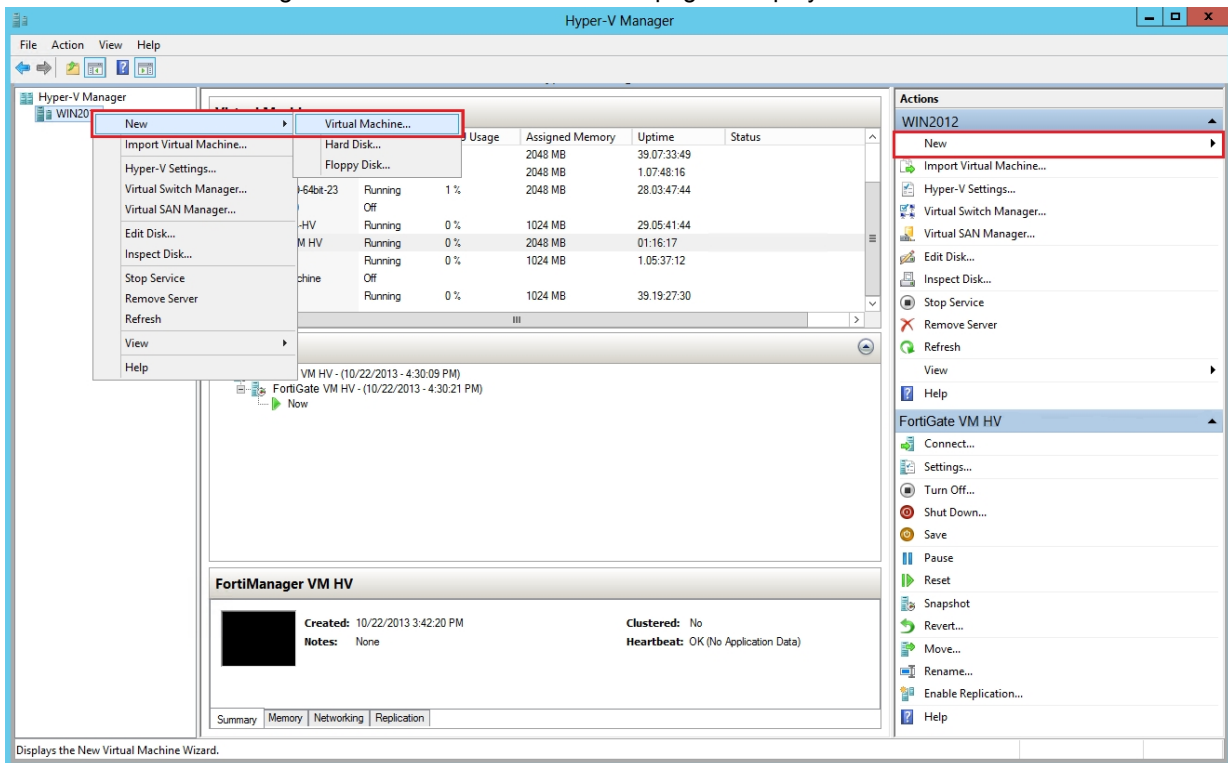 Hyper-V Manager
File Action View Help
Hyper-V Manager
WIN20
New
Import Virtual Machine...
Hyper-V Settings...
Virtual Switch Manager...
Virtual SAN Manager...
Edit Disk...
Inspect Disk...
Stop Service
Remove Server
Refresh
View
Help
Virtual Machine...
Hard Disk...
Floppy Disk...
Usage Assigned Memory Uptime Status
2048 MB 39.07:33:49
2048 MB 1.07:48:16
-64bit-23 Running 1 % 2048 MB 28.03:47:44
Off
-HV Running 0 % 1024 MB 29.05:41:44
M HV Running 0 % 2048 MB 01:16:17
Running 0 % 1024 MB 1.05:37:12
chine Off
Running 0 % 1024 MB 39.19:27:30
VM HV - (10/22/2013 - 4:30:09 PM)
FortiGate VM HV - (10/22/2013 - 4:30:21 PM)
Now
FortiManager VM HV
Created: 10/22/2013 3:42:20 PM Clustered: No
Notes: None Heartbeat: OK (No Application Data)
Summary Memory Networking Replication
Actions
WIN2012
New
Import Virtual Machine...
Hyper-V Settings...
Virtual Switch Manager...
Virtual SAN Manager...
Edit Disk...
Inspect Disk...
Stop Service
Remove Server
Refresh
View
Help
FortiGate VM HV
Connect...
Settings...
Turn Off...
Shut Down...
Save
Pause
Reset
Snapshot
Revert...
Move...
Rename...
Enable Replication...
Help
Displays the New Virtual Machine Wizard.